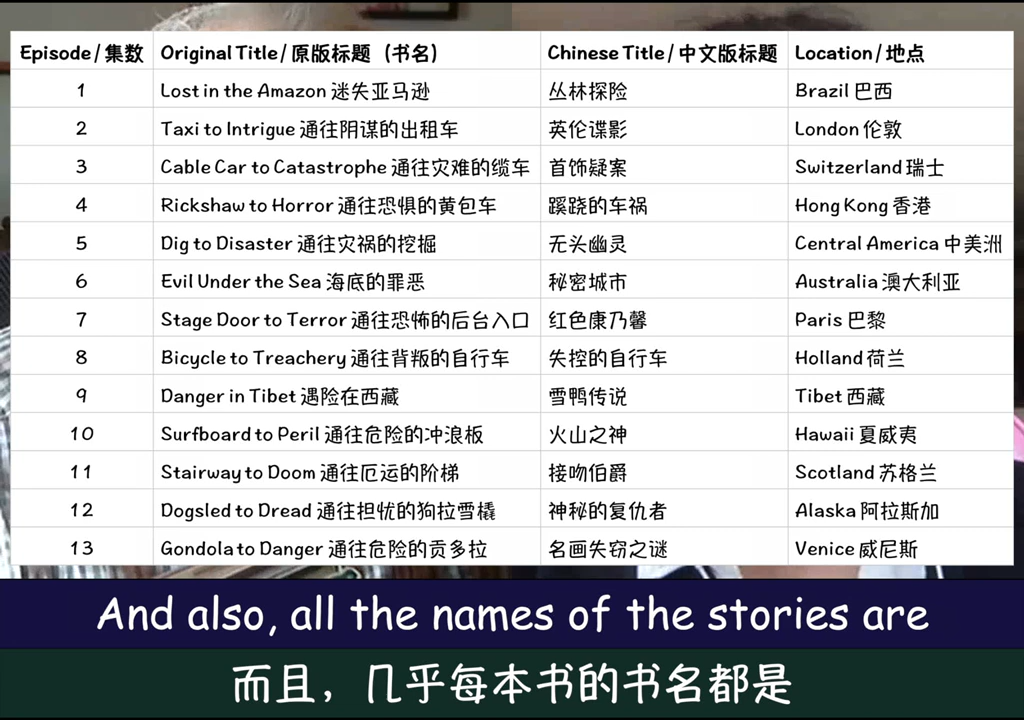 Episode / 集数 Original Title / 原版标题（书名） Chinese Title / 中文版标题 Location / 地点
1 Lost in the Amazon 迷失亚马逊 丛林探险 Brazil 巴西
2 Taxi to Intrigue 通往阴谋的出租车 英伦谍影 London 伦敦
3 Cable Car to Catastrophe 通往灾难的缆车 首饰疑案 Switzerland 瑞士
4 Rickshaw to Horror 通往恐惧的黄包车 蹊跷的车祸 Hong Kong 香港
5 Dig to Disaster 通往灾祸的挖掘 无头幽灵 Central America 中美洲
6 Evil Under the Sea 海底的罪恶 秘密城市 Australia 澳大利亚
7 Stage Door to Terror 通往恐怖的后台入口 红色康乃馨 Paris 巴黎
8 Bicycle to Treachery 通往背叛的自行车 失控的自行车 Holland 荷兰
9 Danger in Tibet 遇险在西藏 雪鸭传说 Tibet 西藏
10 Surfboard to Peril 通往危险的冲浪板 火山之神 Hawaii 夏威夷
11 Stairway to Doom 通往厄运的阶梯 接吻伯爵 Scotland 苏格兰
12 Dogsled to Dread 通往担忧的狗拉雪橇 神秘的复仇者 Alaska 阿拉斯加
13 Gondola to Danger 通往危险的贡多拉 名画失窃之谜 Venice 威尼斯
And also, all the names of the stories are
而且，几乎每本书的书名都是